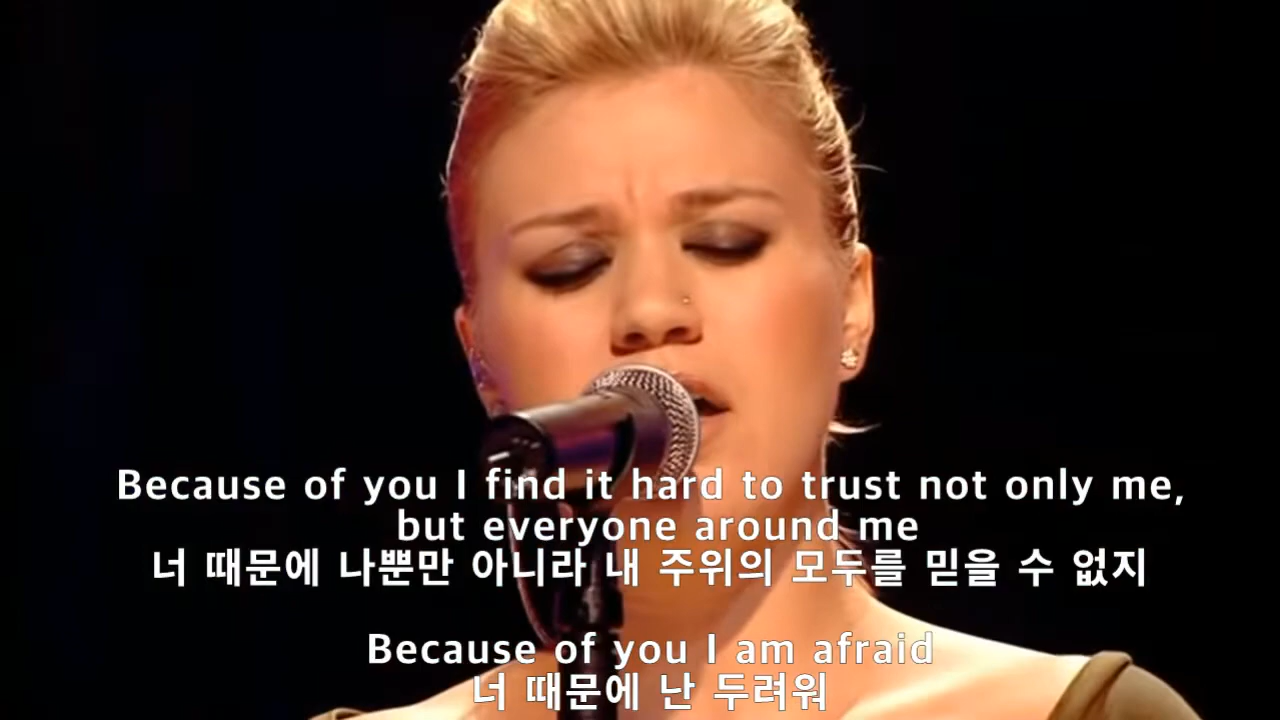 Because of you I find it hard to trust not only me,
but everyone around me
너 때문에 나뿐만 아니라 내 주위의 모두를 믿을 수 없지
Because of you I am afraid
너 때문에 난 두려워